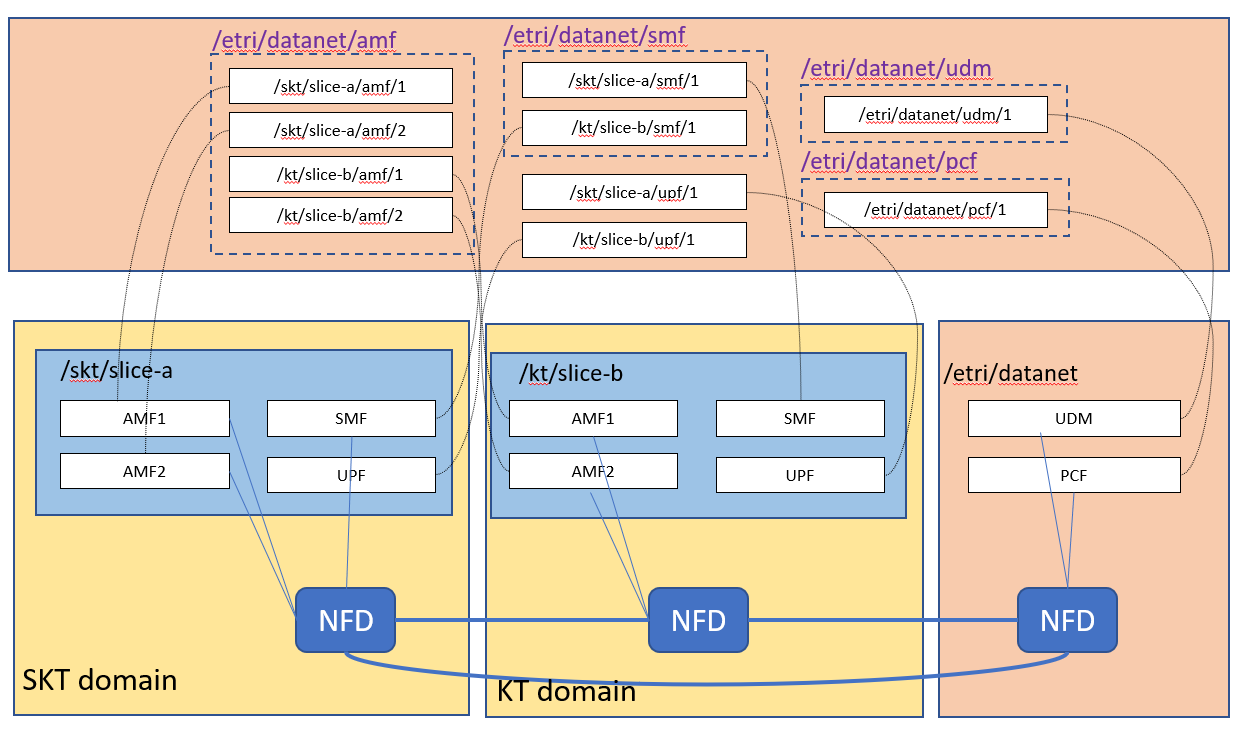 /etri/datanet/amf
/skt/slice-a/amf/1
/skt/slice-a/amf/2
/kt/slice-b/amf/1
/kt/slice-b/amf/2
/etri/datanet/smf
/skt/slice-a/smf/1
/kt/slice-b/smf/1
/skt/slice-a/upf/1
/kt/slice-b/upf/1
/etri/datanet/udm
/etri/datanet/udm/1
/etri/datanet/pcf
/etri/datanet/pcf/1
/skt/slice-a
AMF1
SMF
AMF2
UPF
NFD
SKT domain
/kt/slice-b
AMF1
SMF
AMF2
UPF
NFD
KT domain
/etri/datanet
UDM
PCF
NFD